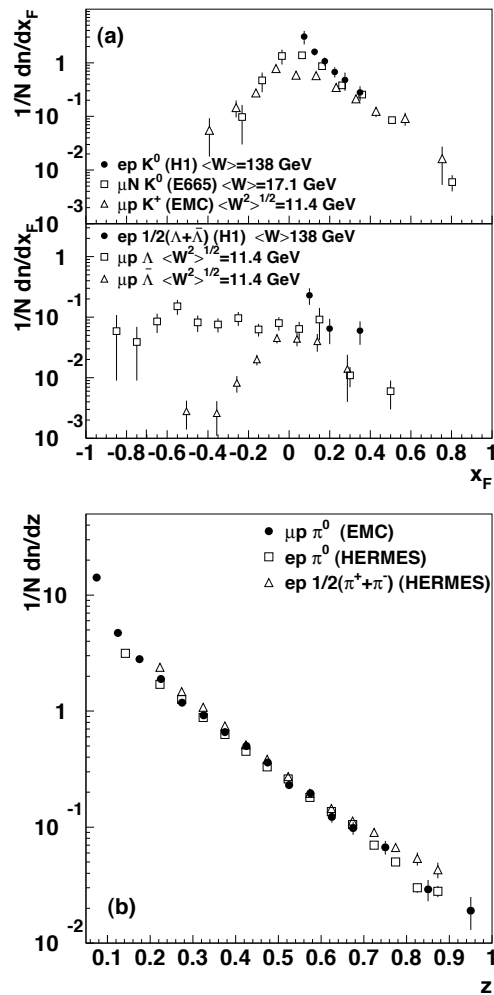 1/N dn/dx_F
(a)
1
10^-1
10^-2
10^-3
ep K^0 (H1) <W>=138 GeV
μN K^0 (E665) <W>=17.1 GeV
μp K^+ (EMC) <W^2>^1/2=11.4 GeV
1/N dn/dx_F
1
10^-1
10^-2
10^-3
10
ep 1/2(Λ+Λ̄) (H1) <W>138 GeV
μp Λ <W^2>^1/2=11.4 GeV
μp Λ̄ <W^2>^1/2=11.4 GeV
-1 -0.8 -0.6 -0.4 -0.2 0 0.2 0.4 0.6 0.8 1
x_F
1/N dn/dz
10
1
10^-1
10^-2
μp π^0 (EMC)
ep π^0 (HERMES)
ep 1/2(π^+ +π^-) (HERMES)
(b)
0.1 0.2 0.3 0.4 0.5 0.6 0.7 0.8 0.9 1
z